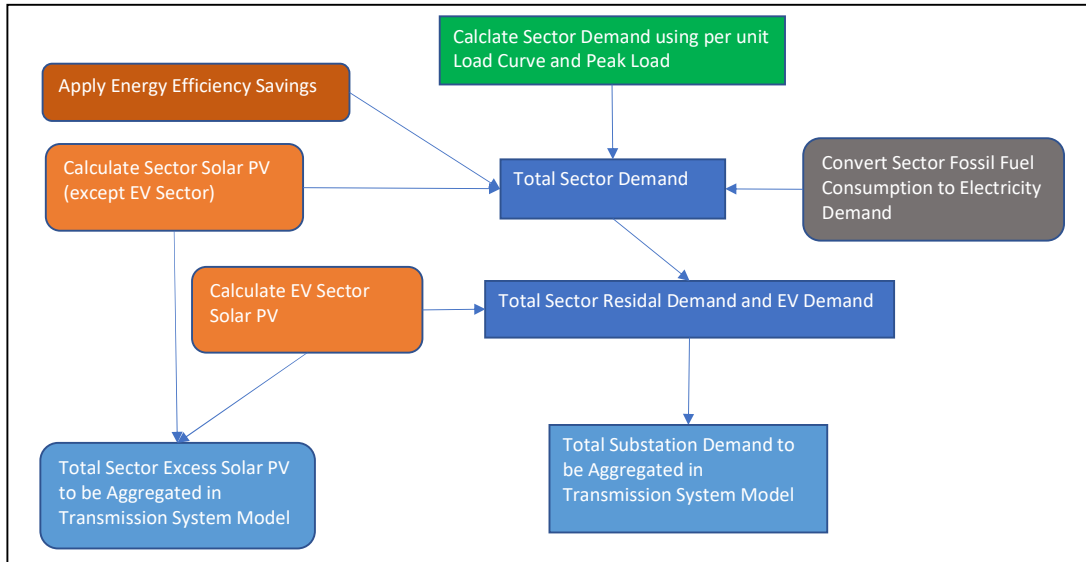 Calclate Sector Demand using per unit
Load Curve and Peak Load
Apply Energy Efficiency Savings
Calculate Sector Solar PV
(except EV Sector)
Total Sector Demand
Convert Sector Fossil Fuel
Consumption to Electricity
Demand
Calculate EV Sector
Solar PV
Total Sector Residal Demand and EV Demand
Total Sector Excess Solar PV
to be Aggregated in
Transmission System Model
Total Substation Demand to
be Aggregated in
Transmission System Model